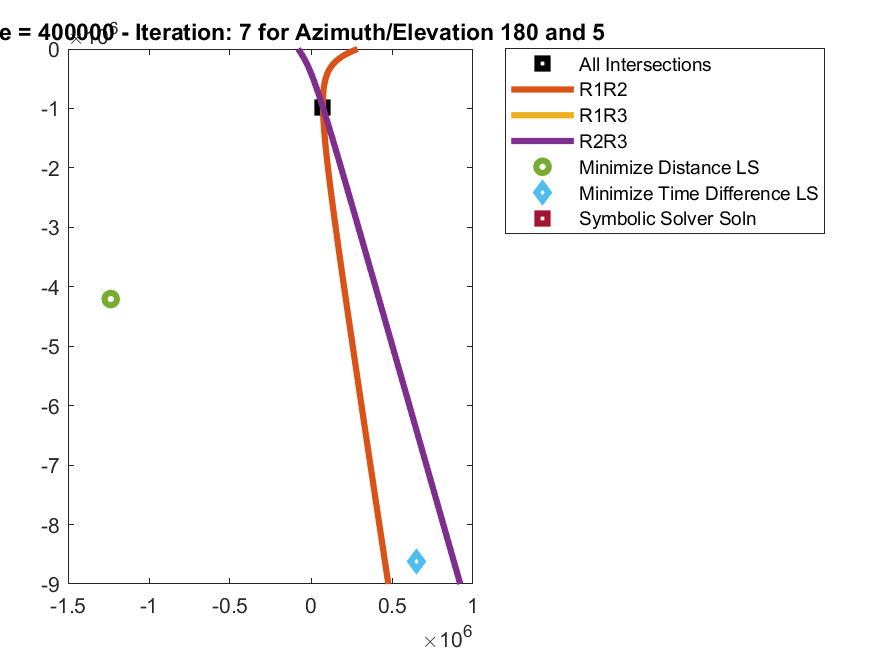 e = 400000 - Iteration: 7 for Azimuth/Elevation 180 and 5
×10^6
0
-1
-2
-3
-4
-5
-6
-7
-8
-9
-1.5 -1 -0.5 0 0.5 1
×10^6
All Intersections
R1R2
R1R3
R2R3
Minimize Distance LS
Minimize Time Difference LS
Symbolic Solver Soln